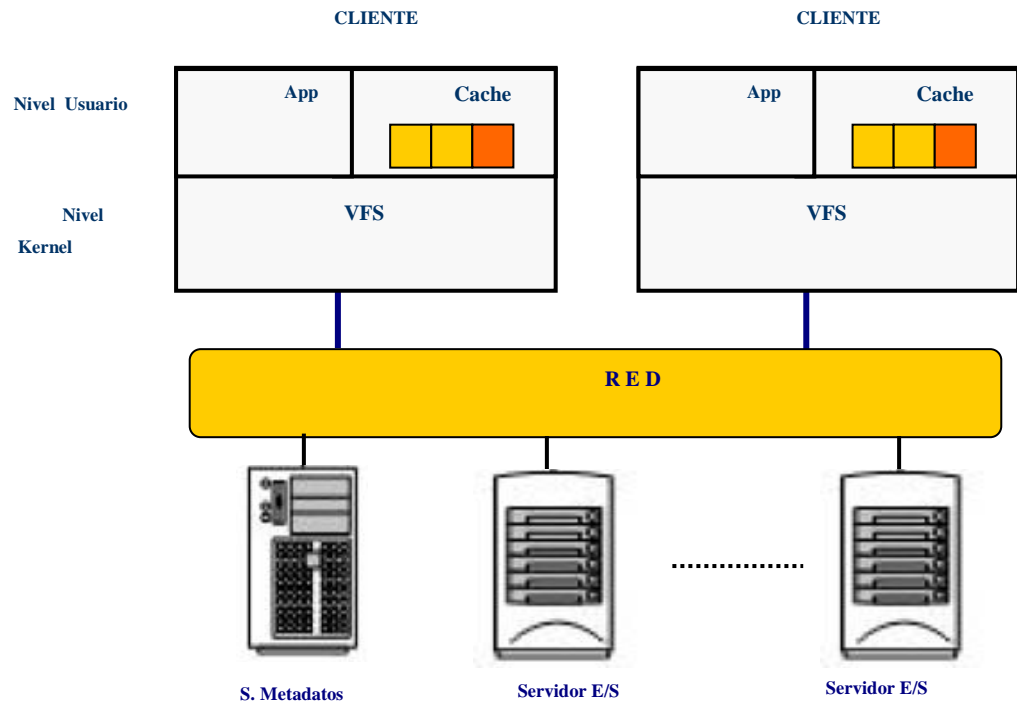 CLIENTE
CLIENTE
Nivel Usuario
App
Cache
App
Cache
Nivel
Kernel
VFS
VFS
R E D
S. Metadatos
Servidor E/S
Servidor E/S